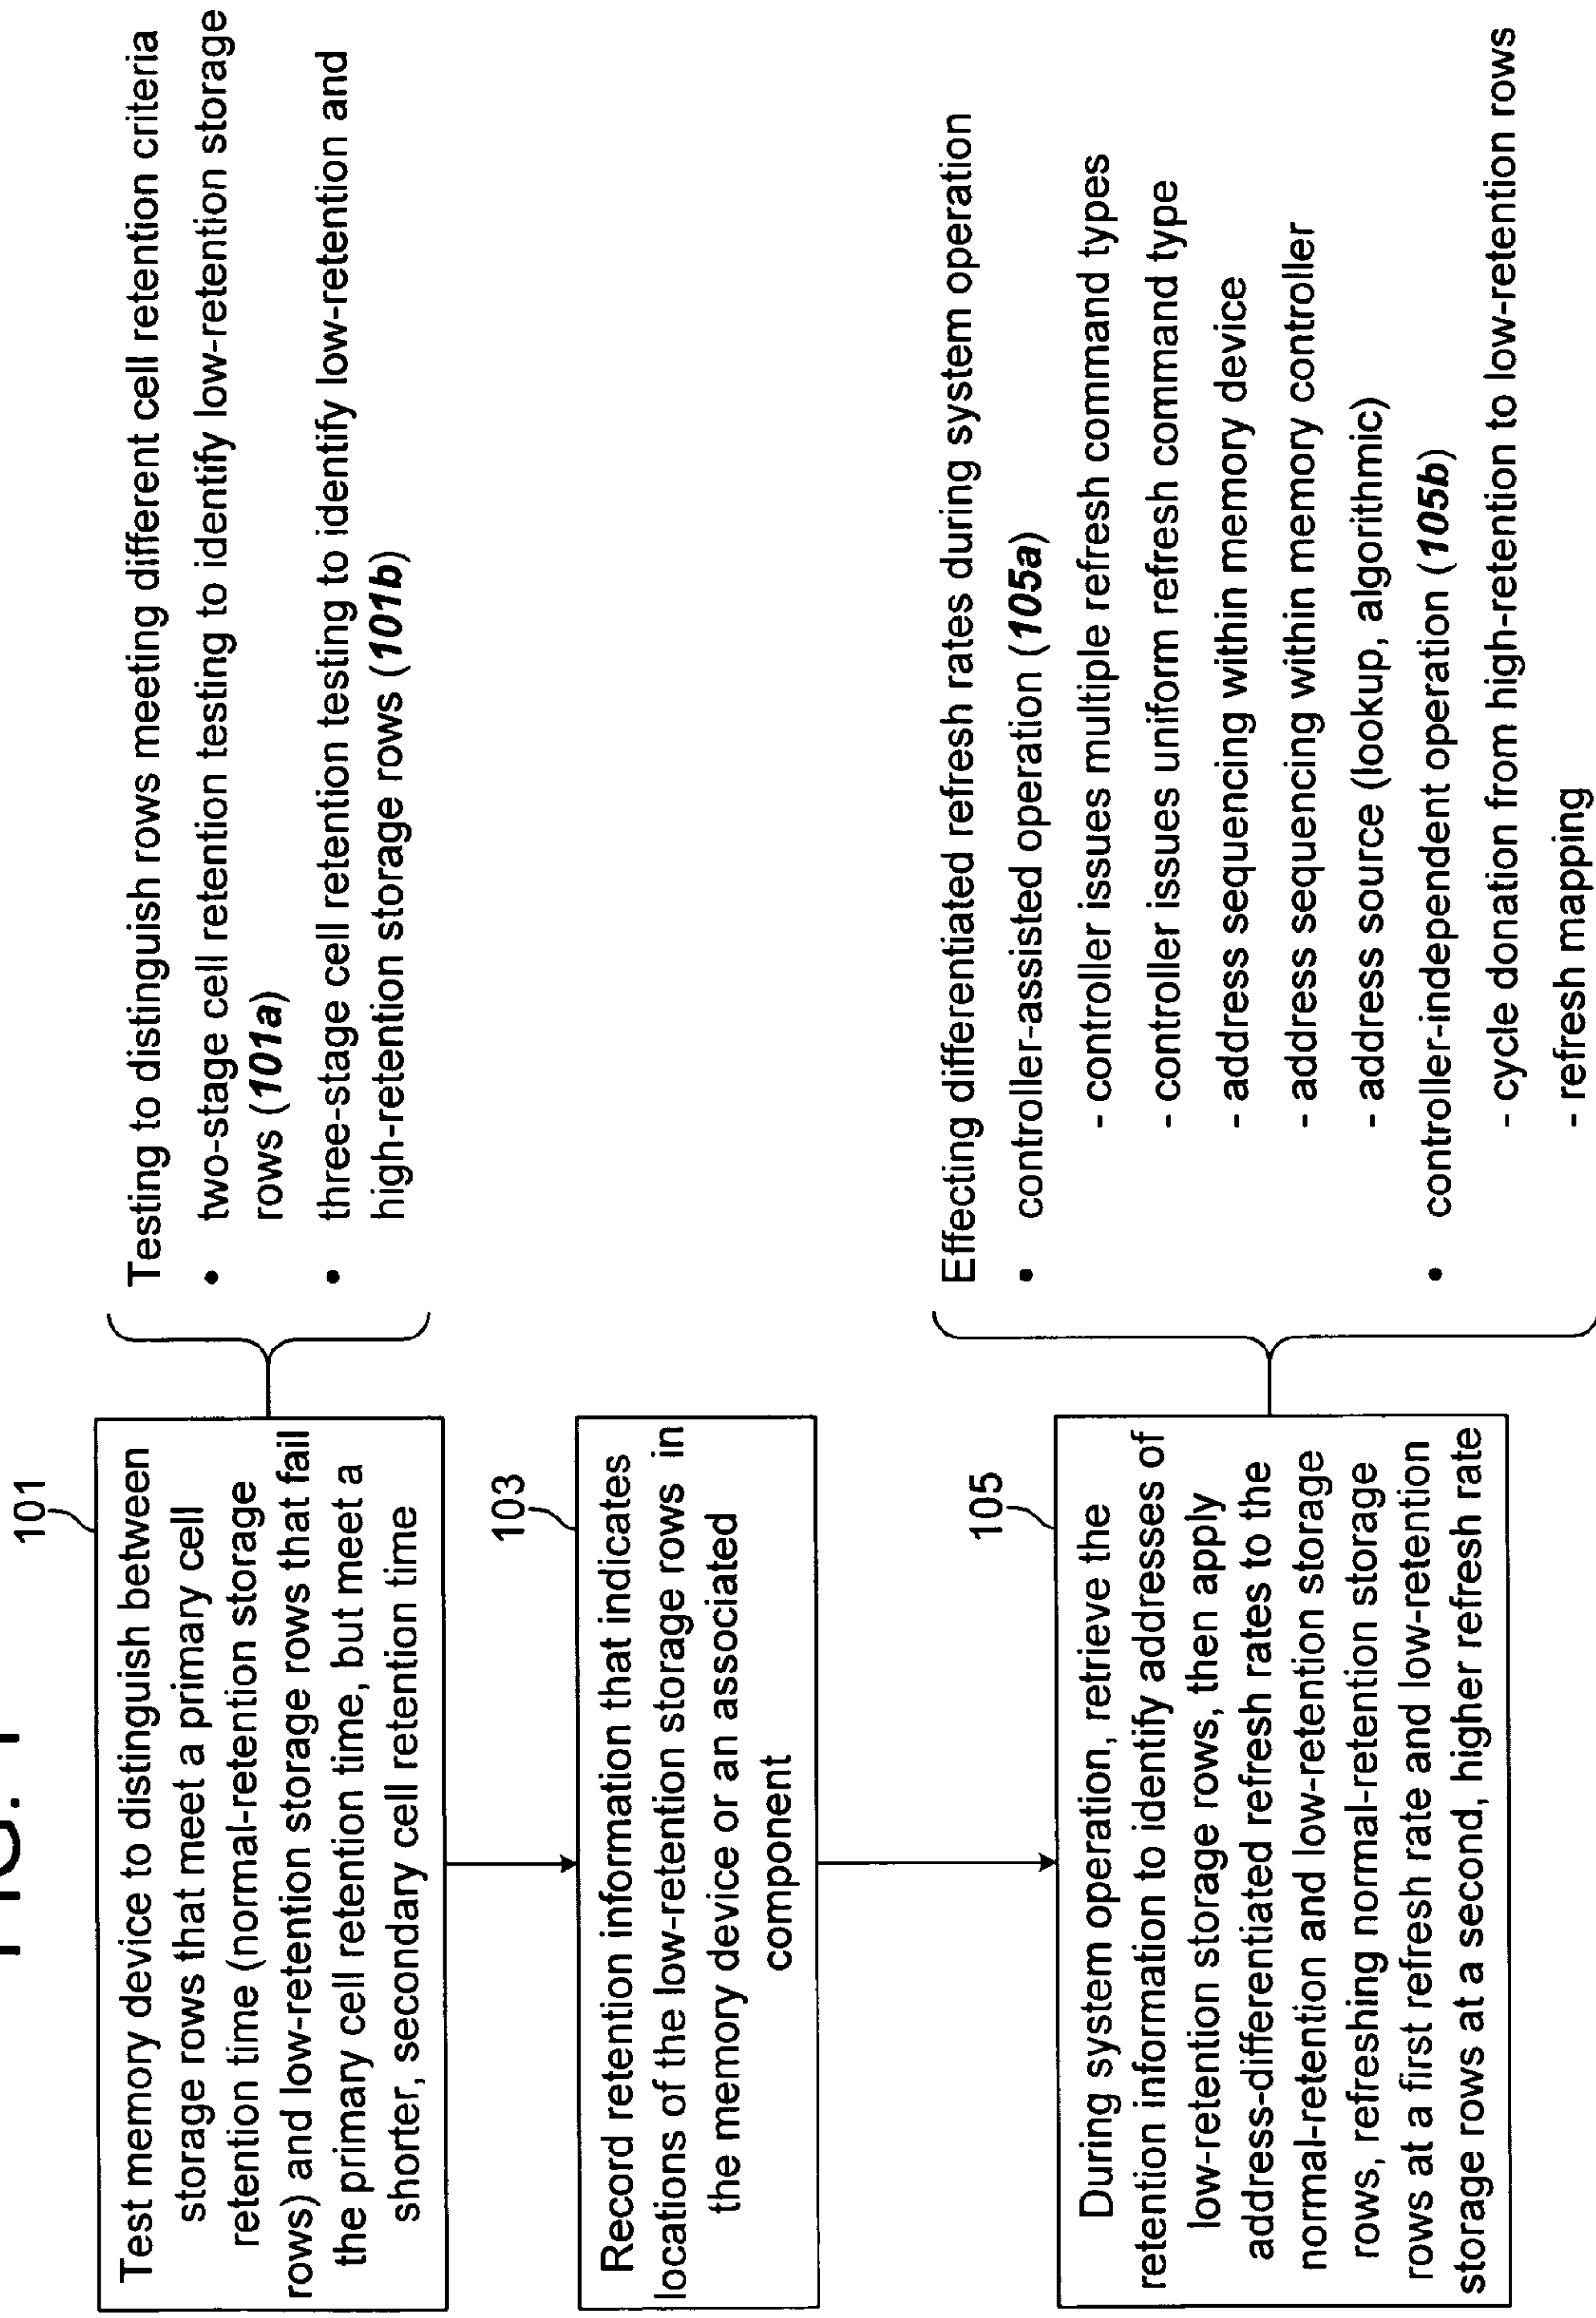 FIG. 1
101
Test memory device to distinguish between
storage rows that meet a primary cell
retention time (normal-retention storage
rows) and low-retention storage rows that fail
the primary cell retention time, but meet a
shorter, secondary cell retention time
Testing to distinguish rows meeting different cell retention criteria
• two-stage cell retention testing to identify low-retention storage
rows (101a)
• three-stage cell retention testing to identify low-retention and
high-retention storage rows (101b)
103
Record retention information that indicates
locations of the low-retention storage rows in
the memory device or an associated
component
105
During system operation, retrieve the
retention information to identify addresses of
low-retention storage rows, then apply
address-differentiated refresh rates to the
normal-retention and low-retention storage
rows, refreshing normal-retention storage
rows at a first refresh rate and low-retention
storage rows at a second, higher refresh rate
Effecting differentiated refresh rates during system operation
• controller-assisted operation (105a)
- controller issues multiple refresh command types
- controller issues uniform refresh command type
- address sequencing within memory device
- address sequencing within memory controller
- address source (lookup, algorithmic)
• controller-independent operation (105b)
- cycle donation from high-retention to low-retention rows
- refresh mapping